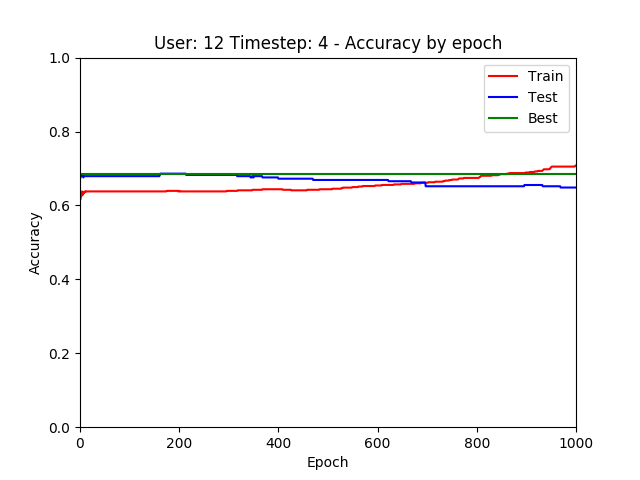 User: 12 Timestep: 4 - Accuracy by epoch
Train
Test
Best
1.0
0.8
0.6
0.4
0.2
0.0
Accuracy
0 200 400 600 800 1000
Epoch